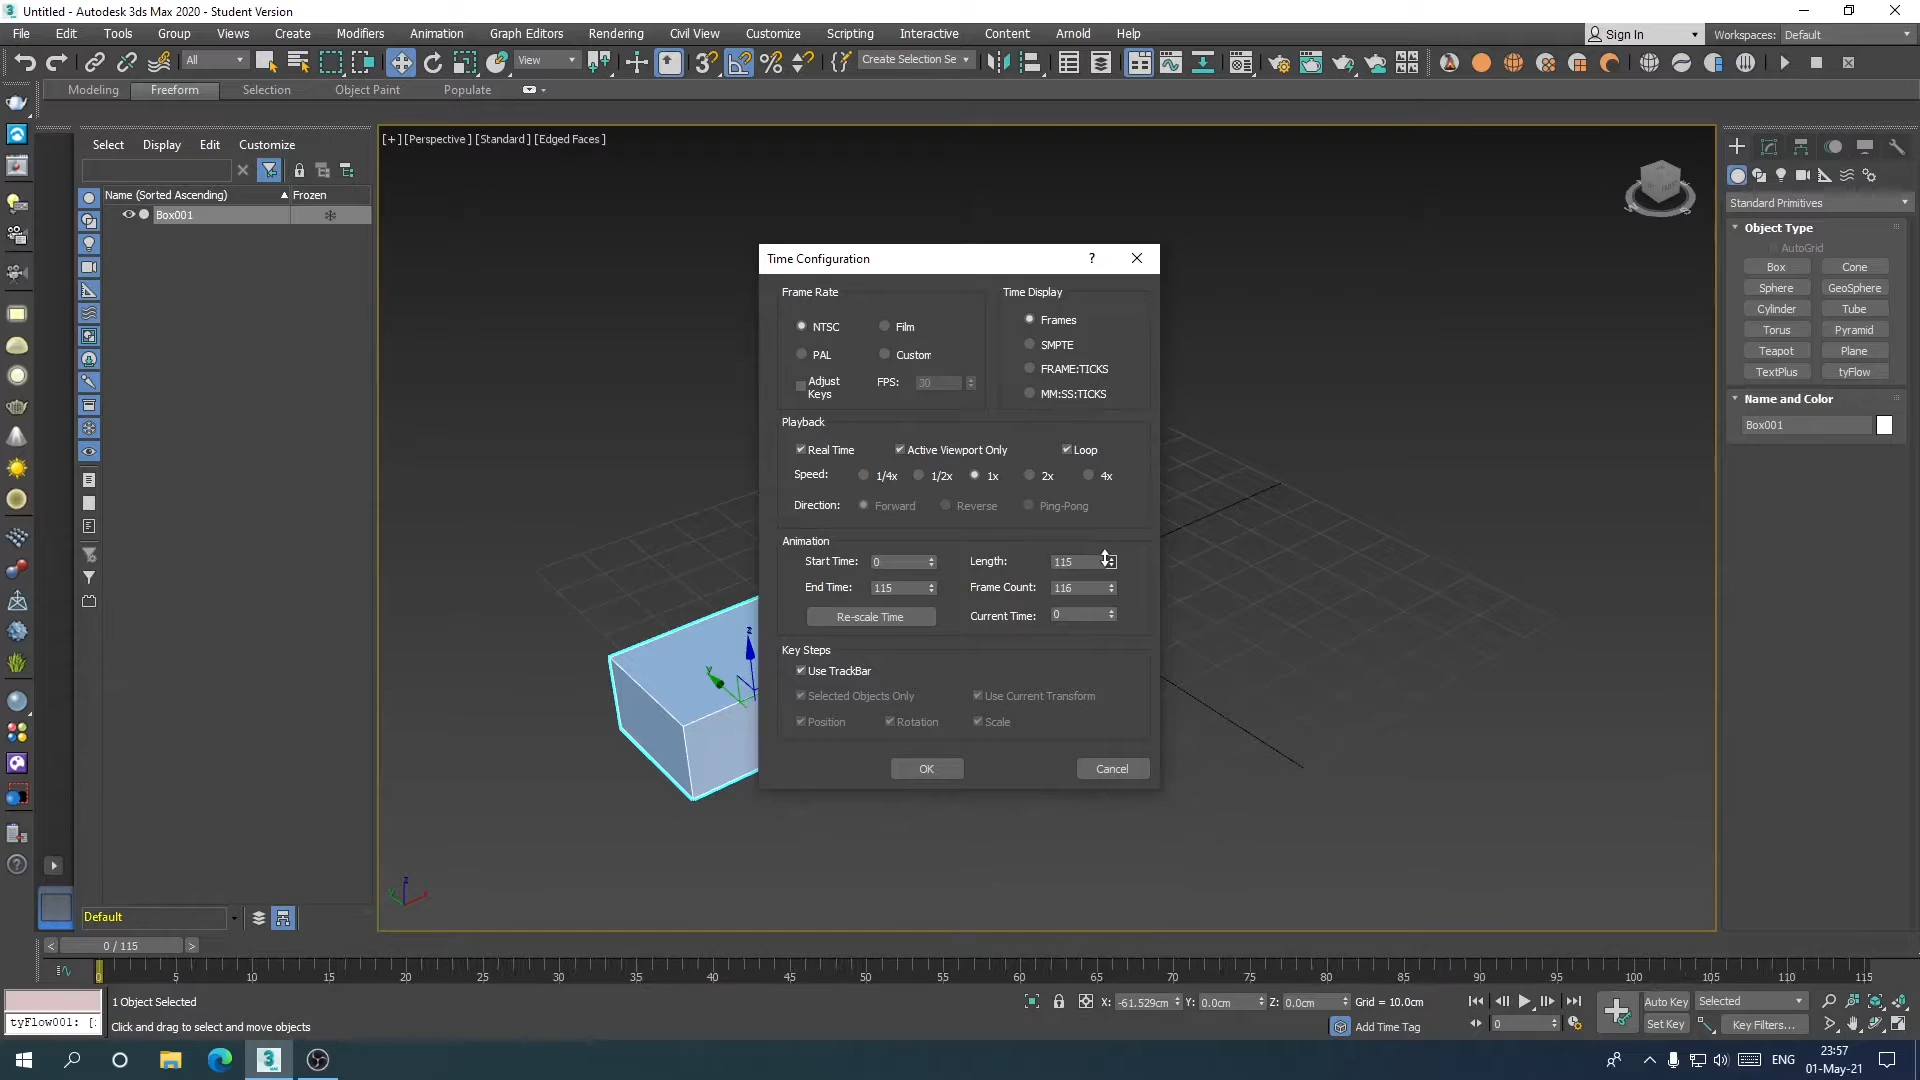 Untitled - Autodesk 3ds Max 2020 - Student Version
File Edit Tools Group Views Create Modifiers Animation Graph Editors Rendering Civil View Customize Scripting Interactive Content Arnold Help
Sign In Workspaces: Default
All View Create Selection Se
Modeling Freeform Selection Object Paint Populate
Select Display Edit Customize
[+] [Perspective ] [Standard ] [Edged Faces ]
Name (Sorted Ascending) Frozen
Box001
Time Configuration
Frame Rate
NTSC Film
PAL Custom
Adjust Keys FPS: 30
Time Display
Frames
SMPTE
FRAME:TICKS
MM:SS:TICKS
Playback
Real Time Active Viewport Only Loop
Speed: 1/4x 1/2x 1x 2x 4x
Direction: Forward Reverse Ping-Pong
Animation
Start Time: 0 Length: 115
End Time: 115 Frame Count: 116
Re-scale Time Current Time: 0
Key Steps
Use TrackBar
Selected Objects Only Use Current Transform
Position Rotation Scale
OK Cancel
Standard Primitives
Object Type
AutoGrid
Box Cone
Sphere GeoSphere
Cylinder Tube
Torus Pyramid
Teapot Plane
TextPlus tyFlow
Name and Color
Box001
z
y
z
Default
< 0 / 115 >
0 5 10 15 20 25 30 35 40 45 50 55 60 65 70 75 80 85 90 95 100 105 110 115
1 Object Selected X: -61.529cm Y: 0.0cm Z: 0.0cm Grid = 10.0cm Auto Key Selected
tyFlow001: [ Click and drag to select and move objects Add Time Tag 0 Set Key Key Filters...
ENG 23:57
01-May-21